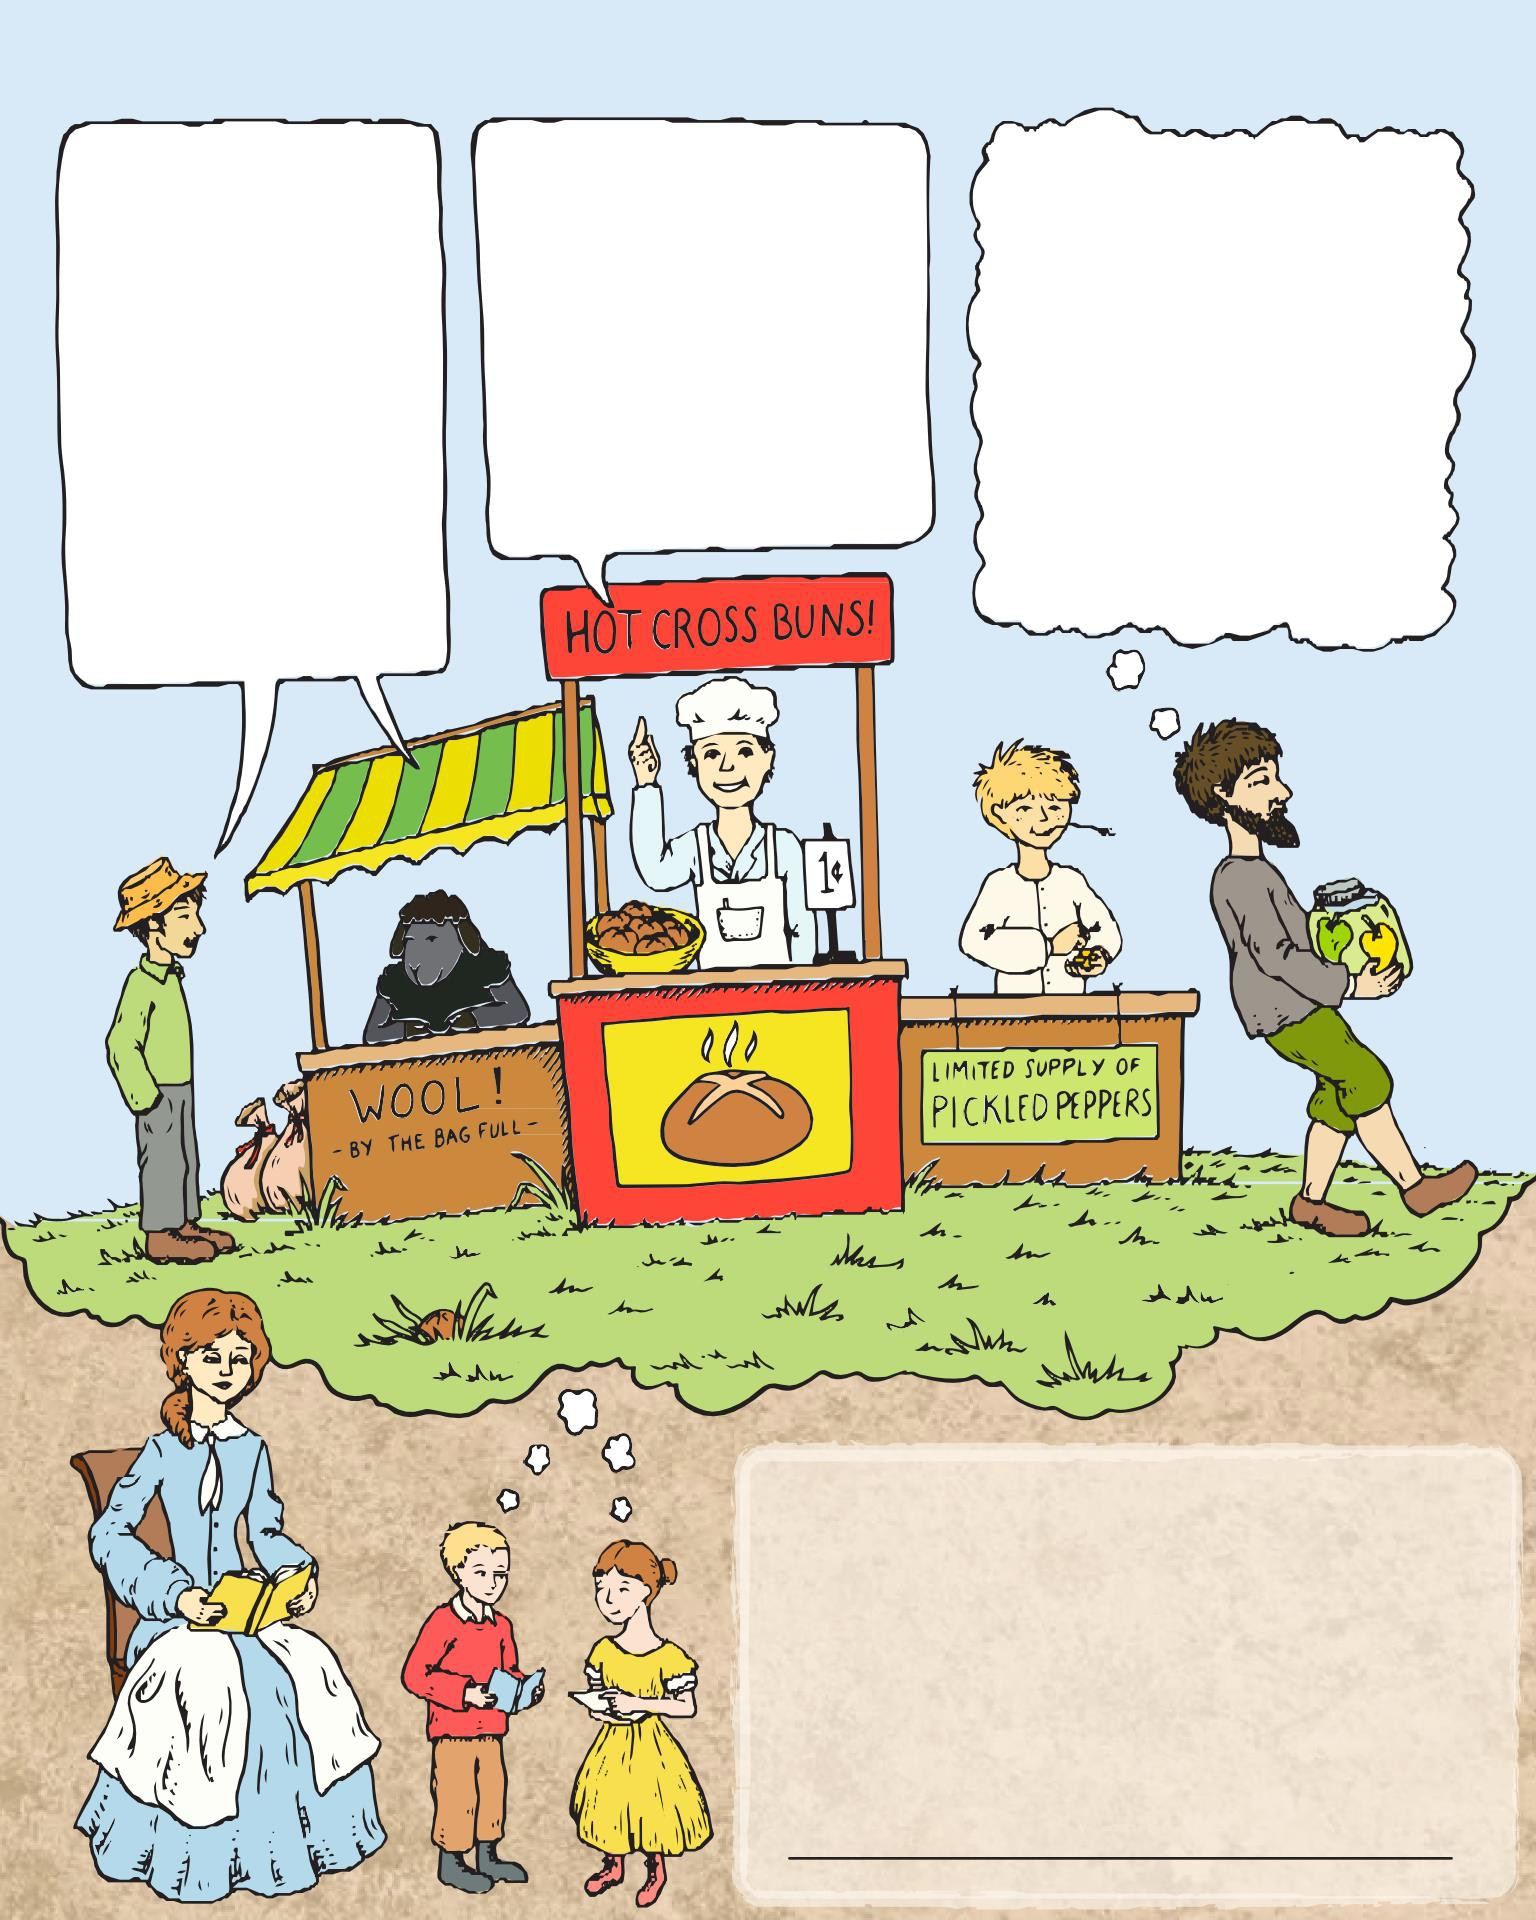 HOT CROSS BUNS!
1¢
WOOL!
- BY THE BAG FULL -
LIMITED SUPPLY OF
PICKLED PEPPERS